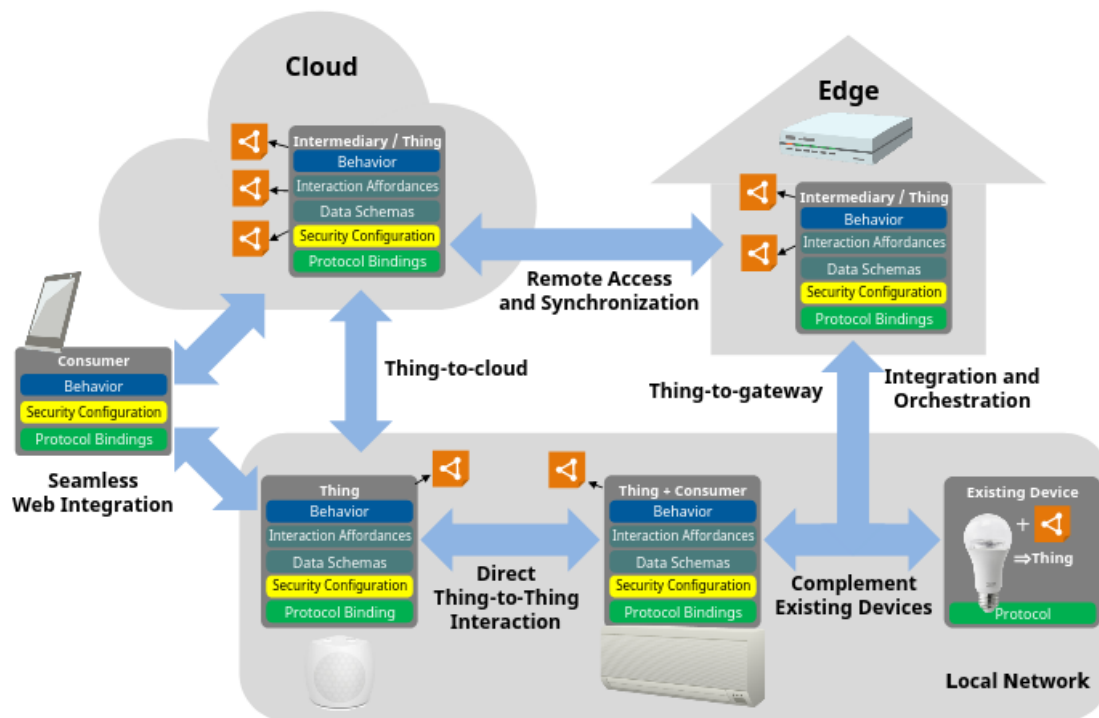 Cloud
Intermediary / Thing
Behavior
Interaction Affordances
Data Schemas
Security Configuration
Protocol Bindings
Edge
Intermediary / Thing
Behavior
Interaction Affordances
Data Schemas
Security Configuration
Protocol Bindings
Remote Access
and Synchronization
Consumer
Behavior
Security Configuration
Protocol Bindings
Seamless
Web Integration
Thing-to-cloud
Thing-to-gateway
Integration and
Orchestration
Thing
Behavior
Interaction Affordances
Data Schemas
Security Configuration
Protocol Binding
Direct
Thing-to-Thing
Interaction
Thing + Consumer
Behavior
Interaction Affordances
Data Schemas
Security Configuration
Protocol Bindings
Complement
Existing Devices
Existing Device
+
⇒Thing
Protocol
Local Network